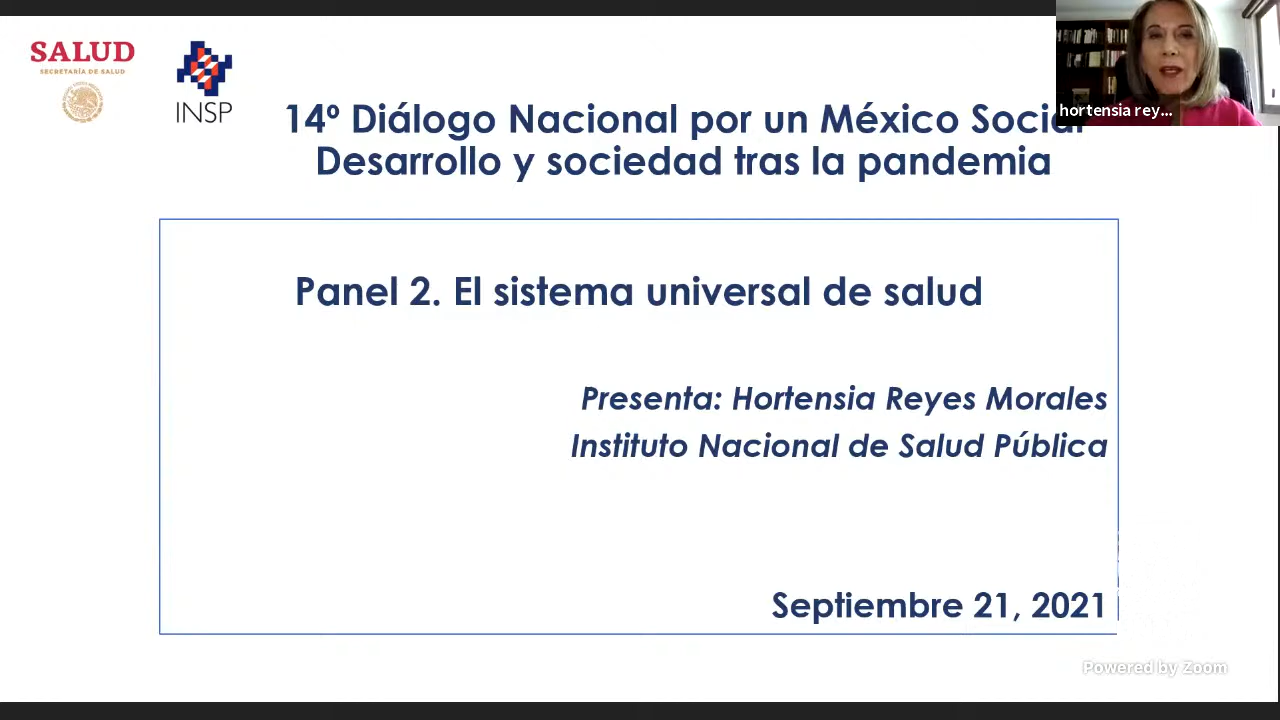 SALUD
SECRETARÍA DE SALUD
INSP
hortensia rey...
14º Diálogo Nacional por un México Social
Desarrollo y sociedad tras la pandemia
Panel 2. El sistema universal de salud
Presenta: Hortensia Reyes Morales
Instituto Nacional de Salud Pública
Septiembre 21, 2021
Powered by Zoom